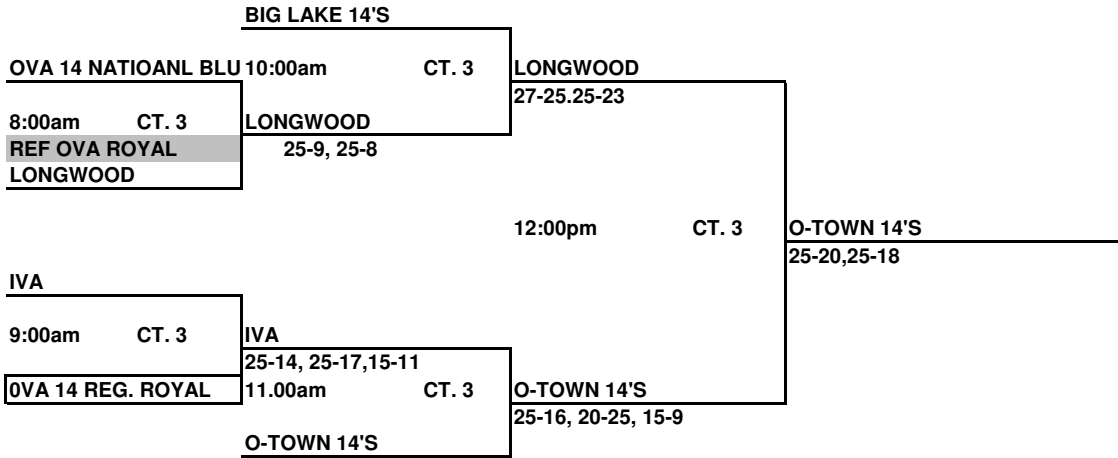 BIG LAKE 14'S
OVA 14 NATIOANL BLU 10:00am CT. 3 LONGWOOD
27-25.25-23
8:00am CT. 3 LONGWOOD
REF OVA ROYAL 25-9, 25-8
LONGWOOD
12:00pm CT. 3 O-TOWN 14'S
25-20,25-18
IVA
9:00am CT. 3 IVA
25-14, 25-17,15-11
0VA 14 REG. ROYAL 11.00am CT. 3 O-TOWN 14'S
25-16, 20-25, 15-9
O-TOWN 14'S